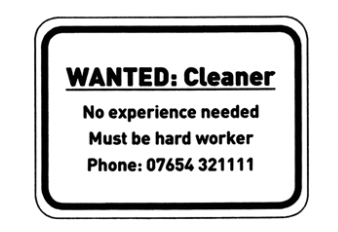 WANTED: Cleaner
No experience needed
Must be hard worker
Phone: 07654 321111